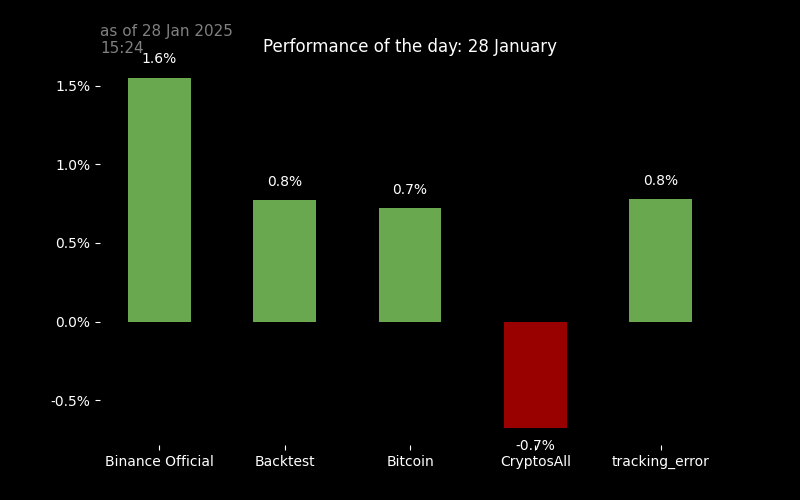 as of 28 Jan 2025
15:24
Performance of the day: 28 January
1.6%
1.5%
1.0%
0.8%
0.7%
0.8%
0.5%
0.0%
-0.5%
-0.7%
Binance Official
Backtest
Bitcoin
CryptosAll
tracking_error